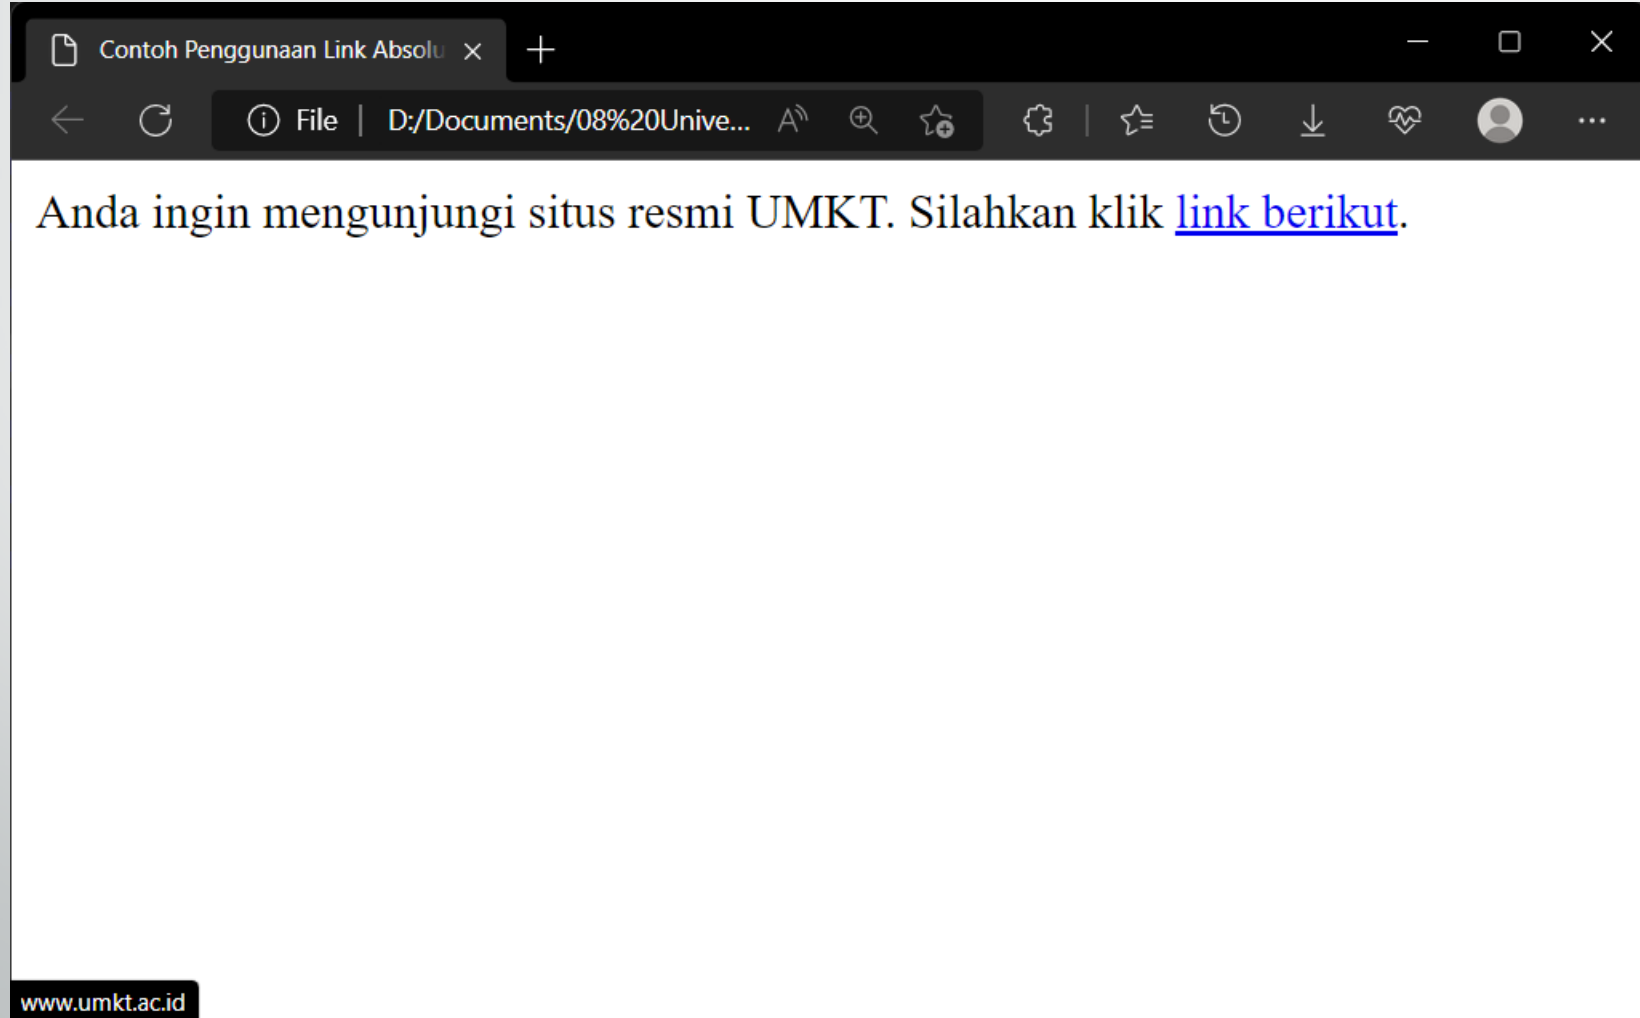 Contoh Penggunaan Link Absolu
File | D:/Documents/08%20Unive...
Anda ingin mengunjungi situs resmi UMKT. Silahkan klik link berikut.
www.umkt.ac.id